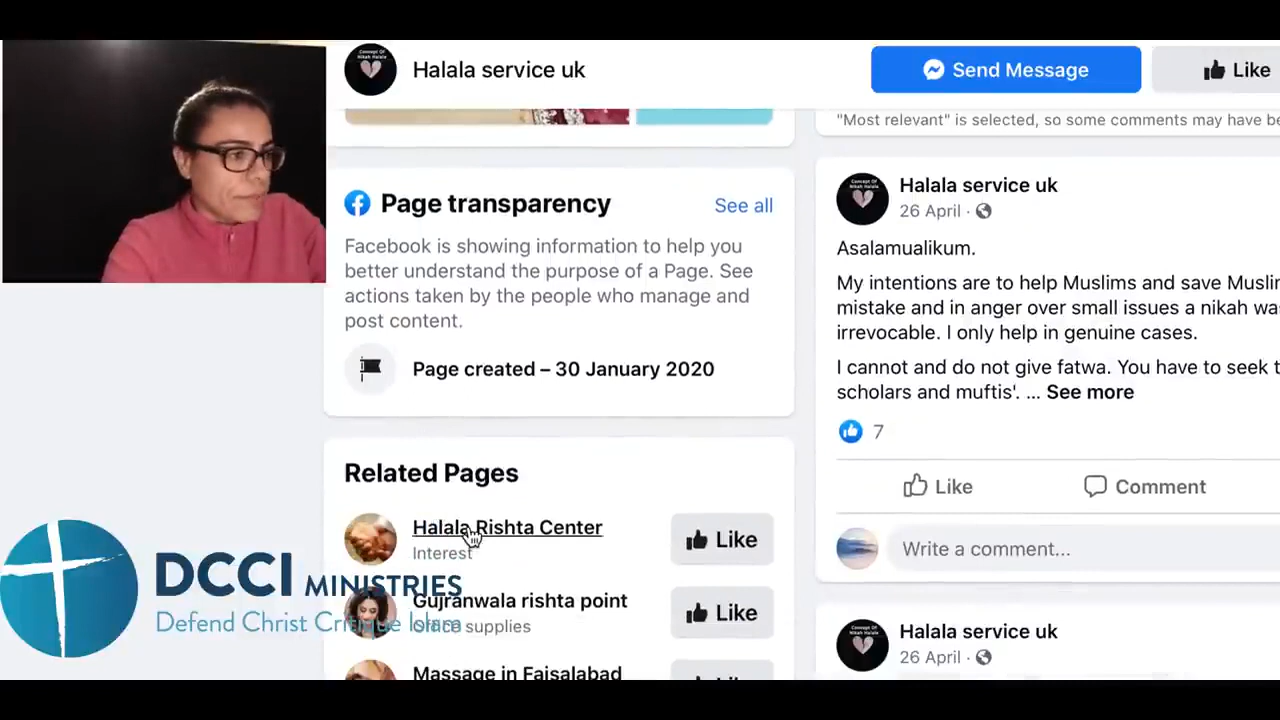 Halala service uk
Send Message
Like
"Most relevant" is selected, so some comments may have be
Page transparency
See all
Facebook is showing information to help you
better understand the purpose of a Page. See
actions taken by the people who manage and
post content.
Page created – 30 January 2020
Related Pages
Halala Rishta Center
Interest
Like
Gujranwala rishta point
Office supplies
Like
Massage in Faisalabad
Halala service uk
26 April
Asalamualikum.
My intentions are to help Muslims and save Muslim
mistake and in anger over small issues a nikah was
irrevocable. I only help in genuine cases.
I cannot and do not give fatwa. You have to seek t
scholars and muftis'. ... See more
7
Like
Comment
Write a comment...
Halala service uk
26 April
DCCI MINISTRIES
Defend Christ Critique Islam